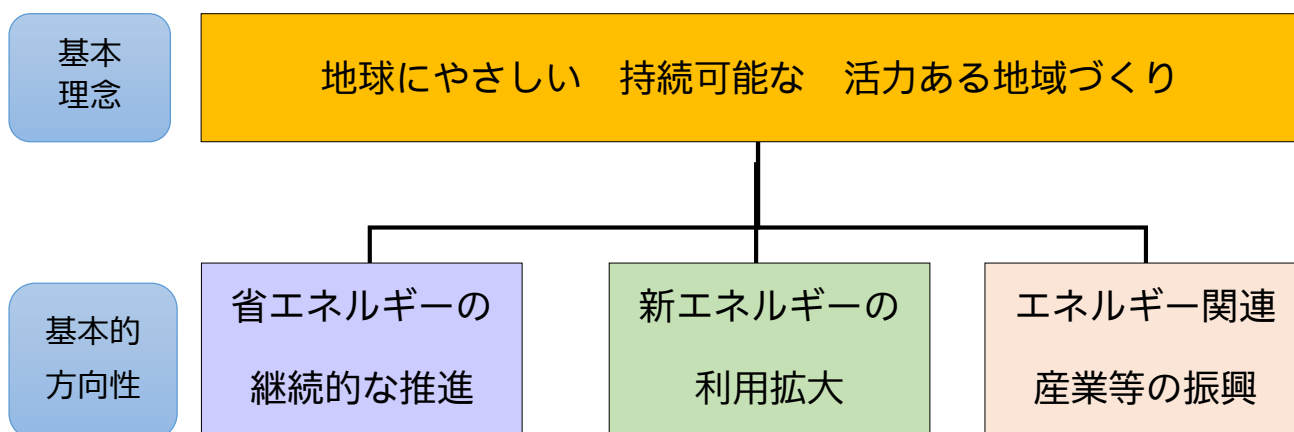 基本
理念
地球にやさしい　持続可能な　活力ある地域づくり
基本的
方向性
省エネルギーの
継続的な推進
新エネルギーの
利用拡大
エネルギー関連
産業等の振興